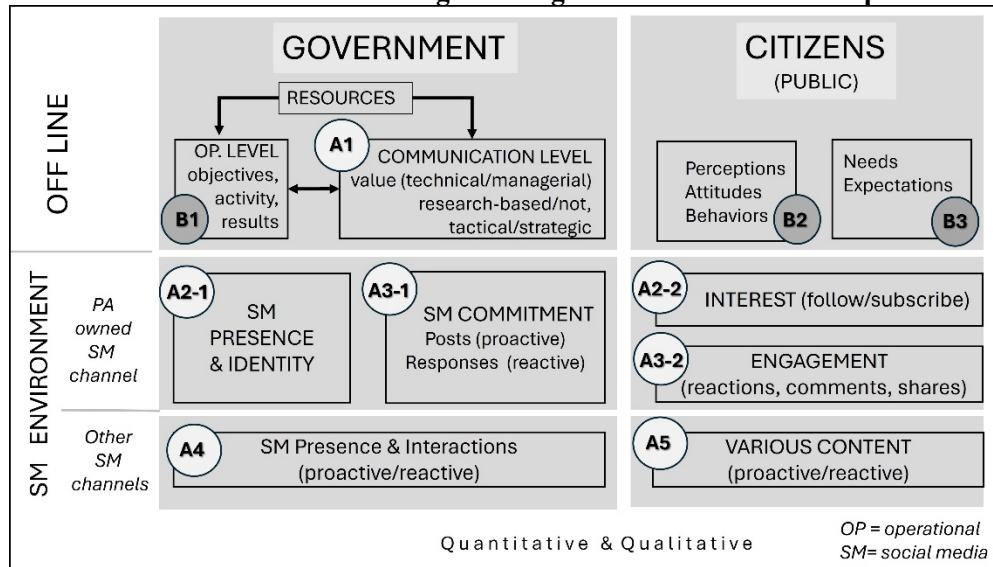 GOVERNMENT
CITIZENS
(PUBLIC)
OFF LINE
RESOURCES
OP. LEVEL
objectives,
activity,
results
B1
A1
COMMUNICATION LEVEL
value (technical/managerial)
research-based/not,
tactical/strategic
Perceptions
Attitudes
Behaviors
B2
Needs
Expectations
B3
SM ENVIRONMENT
PA
owned
SM
channel
A2-1
SM
PRESENCE
& IDENTITY
A3-1
SM COMMITMENT
Posts (proactive)
Responses (reactive)
A2-2
INTEREST (follow/subscribe)
A3-2
ENGAGEMENT
(reactions, comments, shares)
Other
SM
channels
A4
SM Presence & Interactions
(proactive/reactive)
A5
VARIOUS CONTENT
(proactive/reactive)
Quantitative & Qualitative
OP = operational
SM= social media